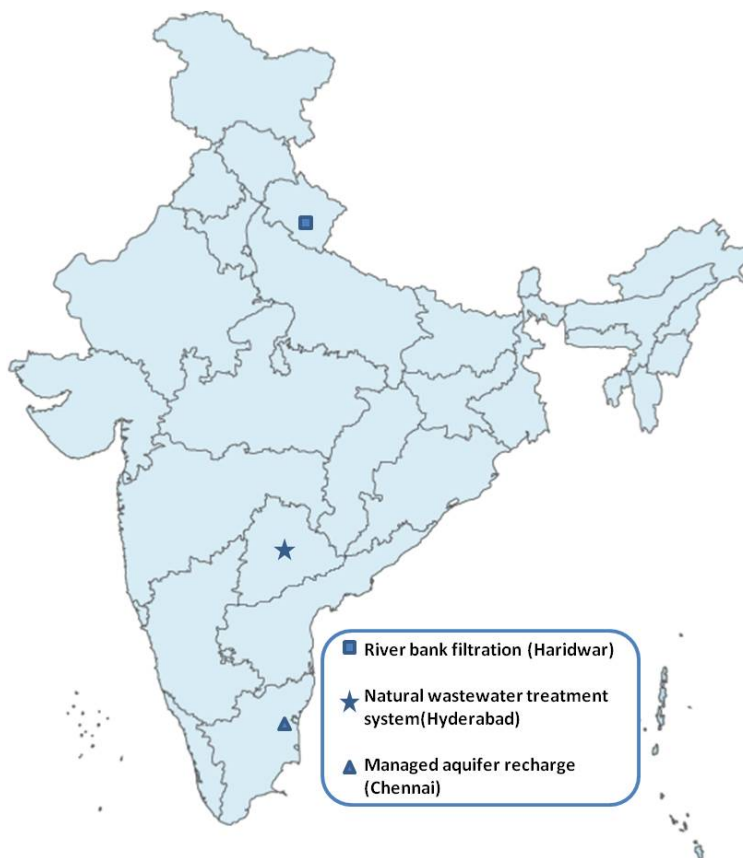 River bank filtration (Haridwar)
Natural wastewater treatment
system(Hyderabad)
Managed aquifer recharge
(Chennai)